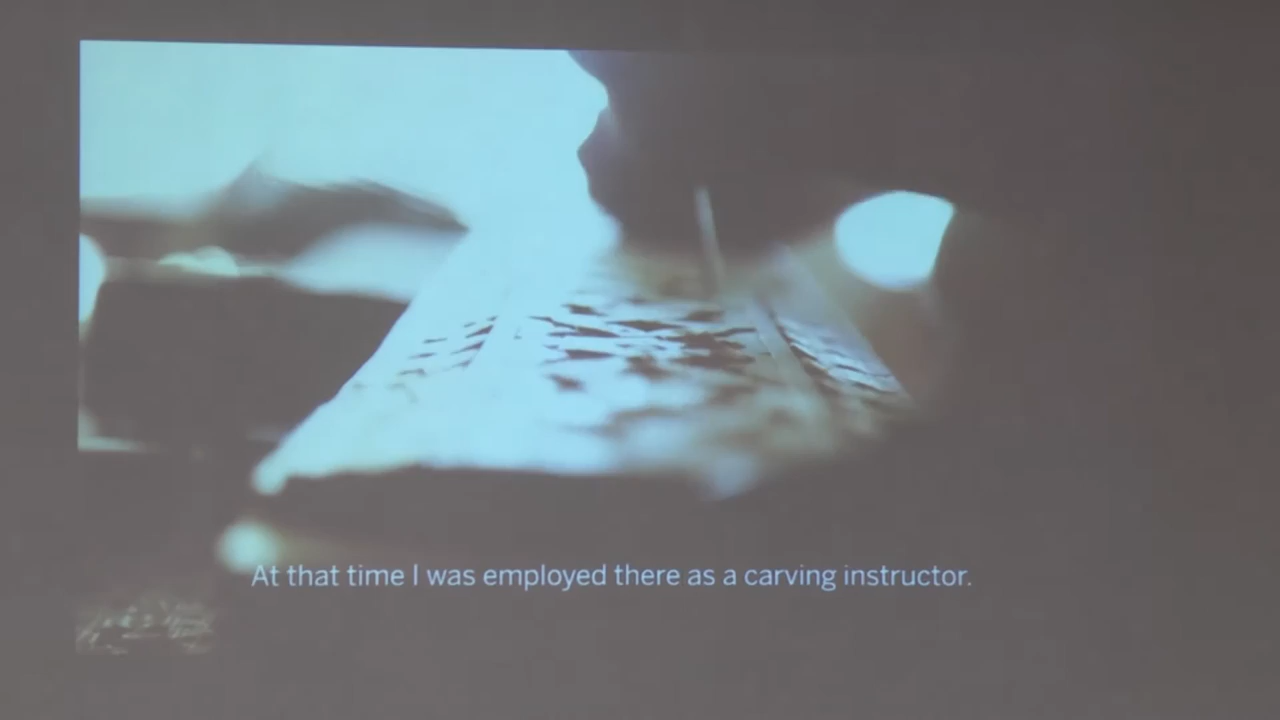 At that time I was employed there as a carving instructor.